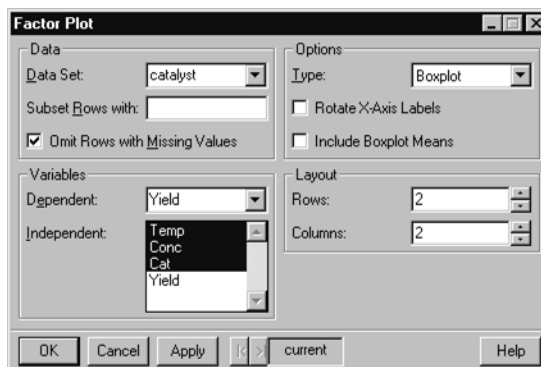 Factor Plot
Data
Data Set: catalyst
Subset Rows with:
Omit Rows with Missing Values
Variables
Dependent: Yield
Independent: Temp
Conc
Cat
Yield
Options
Type: Boxplot
Rotate X-Axis Labels
Include Boxplot Means
Layout
Rows: 2
Columns: 2
OK Cancel Apply current Help